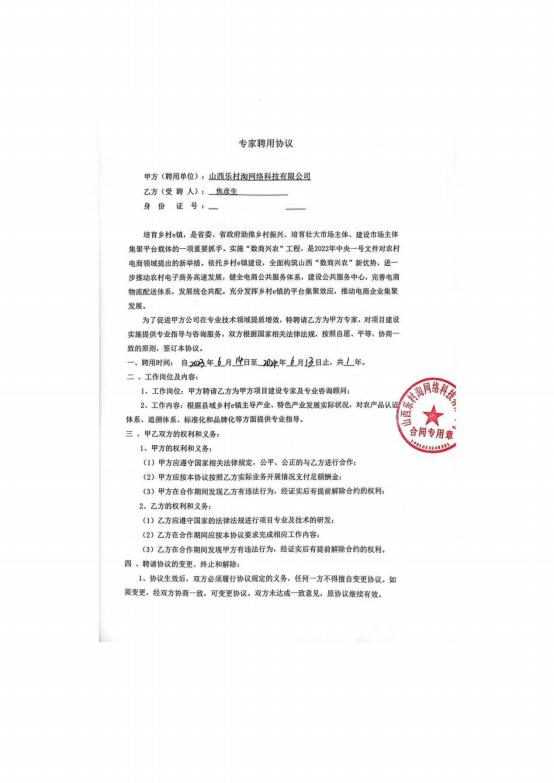 专家聘用协议
甲方（聘用单位）：山西乐村淘网络科技有限公司
乙方（受 聘 人）：焦彦生
身 份 证 号：
培育乡村e镇，是省委、省政府助推乡村振兴、培育壮大市场主体、建设市场主体
集聚平台载体的一项重要抓手。实施“数商兴农”工程，是2022年中央一号文件对农村
电商领域提出的新举措。依托乡村e镇建设，全面构筑山西“数商兴农”新优势，进一
步推动农村电子商务高速发展，健全电商公共服务体系，建设公共服务中心，完善电商
物流配送体系，发展统仓共配。充分发挥乡村e镇的平台集聚效应，推动电商企业集聚
发展。
为了促进甲方公司在专业技术领域提质增效，特聘请乙方为甲方专家，对项目建设
实施提供专业指导与咨询服务，双方根据国家相关法律法规，按照自愿、平等、协商一
致的原则，签订本协议。
一、聘用时间： 自2023年 6 月 14日至 2024年 6 月13日止，共 1 年。
二 、工作岗位及内容：
1、工作岗位：甲方聘请乙方为甲方项目建设专家及专业咨询顾问；
2、工作内容：根据县域乡村e镇主导产业、特色产业发展实际状况，对农产品认证
体系、追溯体系、标准化和品牌化等方面提供专业指导。
三 、甲乙双方的权利和义务：
1、甲方的权利和义务：
（1）甲方应遵守国家相关法律规定，公平、公正的与乙方进行合作；
（2）甲方应按本协议按照乙方实际业务开展情况支付足额酬金；
（3）甲方在合作期间发现乙方有违法行为，经证实后有提前解除合约的权利；
2、乙方的权利和义务：
（1）乙方应遵守国家的法律法规进行项目专业及技术的研发；
（2）乙方在合作期间应按本协议要求完成相应工作内容；
（3）乙方在合作期间发现甲方有违法行为，经证实后有提前解除合约的权利。
四 、聘请协议的变更、终止和解除：
1、协议生效后，双方必须履行协议规定的义务，任何一方不得擅自变更协议。如
需变更，经双方协商一致，可变更协议。双方未达成一致意见，原协议继续有效。
山西乐村淘网络科技有
合同专用章